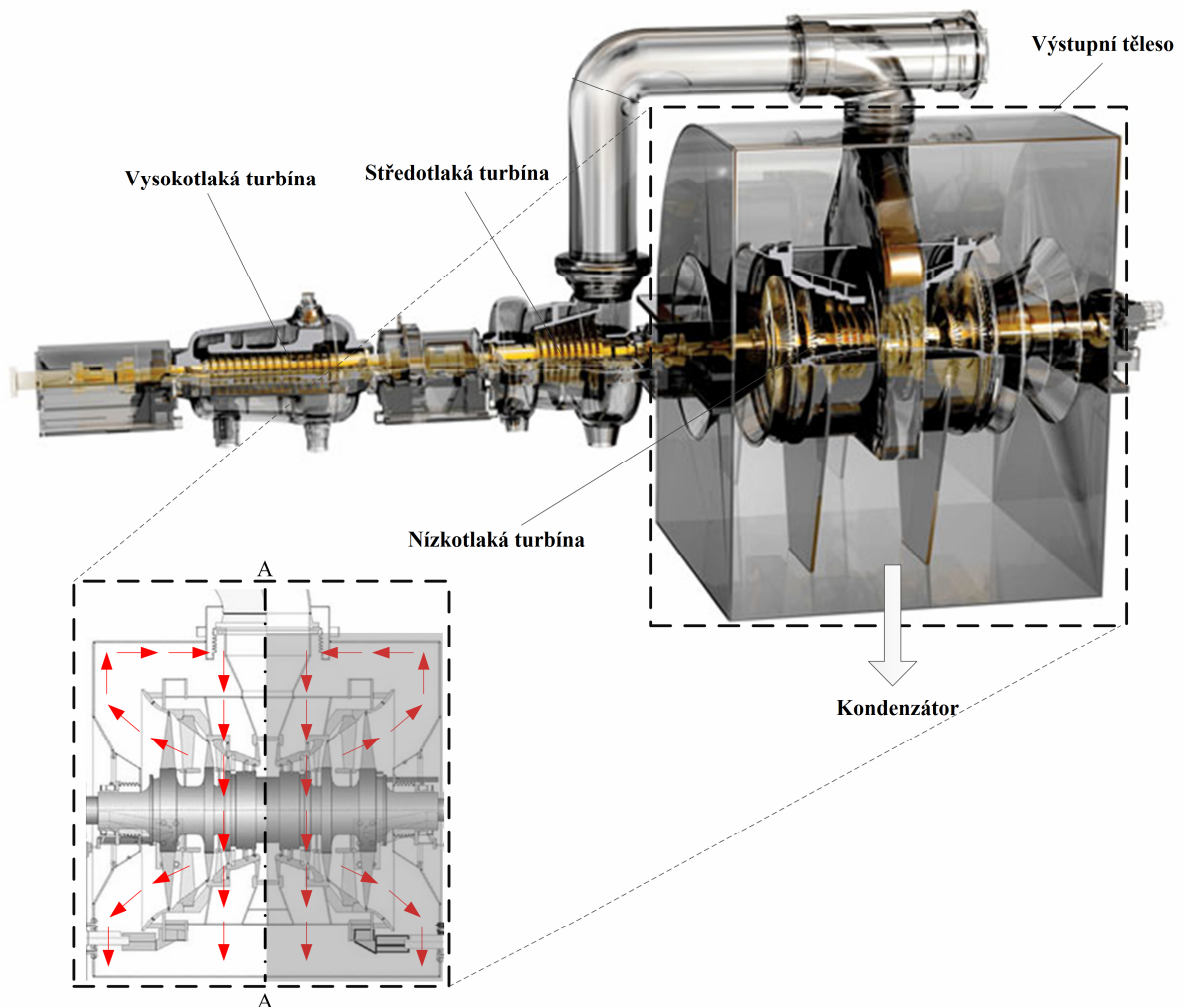 Výstupní těleso
Středotlaká turbína
Vysokotlaká turbína
Nízkotlaká turbína
A
Kondenzátor
A